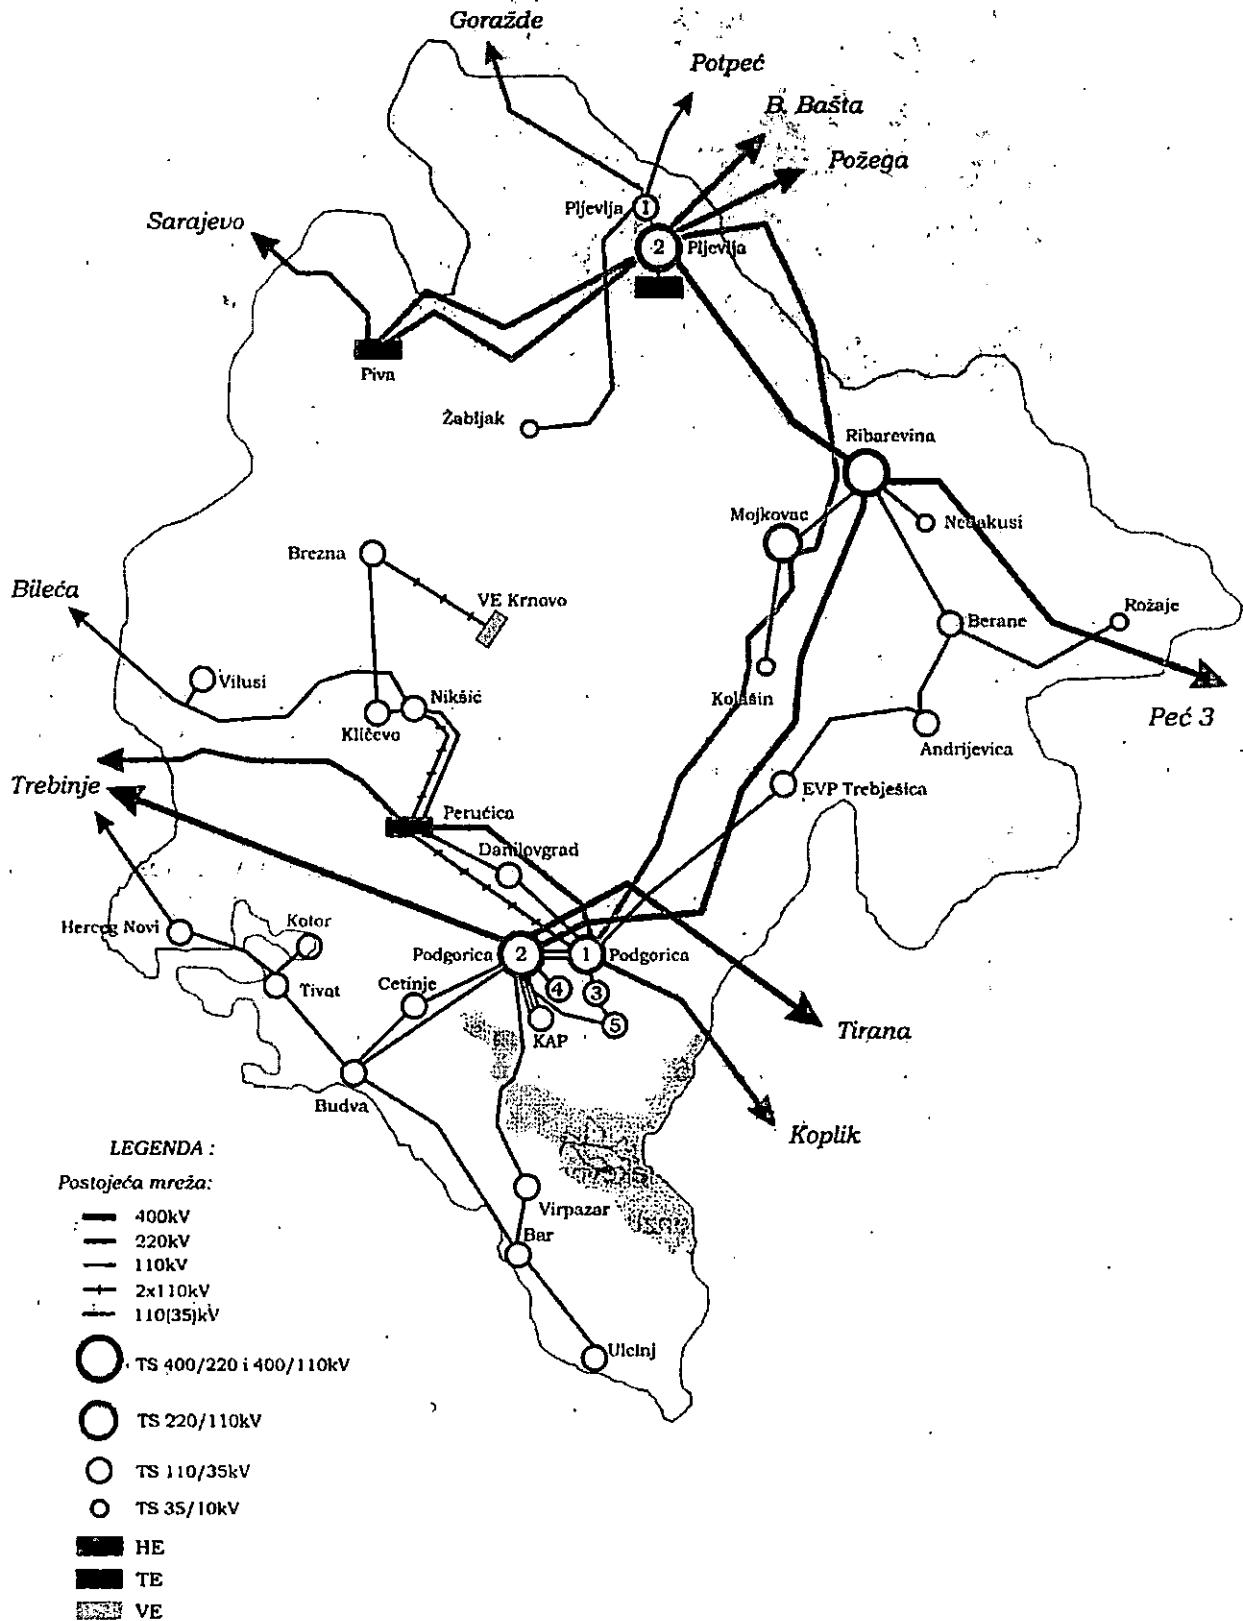 Goražde
Potpeć
B. Bašta
Požega
Pljevlja
1
Sarajevo
2
Pljevlja
Piva
Žabljak
Ribarevina
Mojkovac
Nedakusi
Brezna
Bileća
VE Krnovo
Berane
Rožaje
Vilusi
Kolašin
Nikšić
Kličevo
Peć 3
Andrijevica
Trebinje
EVP Trebješica
Perućica
Danilovgrad
Herceg Novi
Kotor
Podgorica
2
1
Podgorica
Cetinje
4
3
Tivat
5
KAP
Tirana
Budva
Koplik
LEGENDA :
Postojeća mreža:
400kV
220kV
110kV
2x110kV
110(35)kV
Virpazar
Bar
Ulcinj
TS 400/220 i 400/110kV
TS 220/110kV
TS 110/35kV
TS 35/10kV
HE
TE
VE